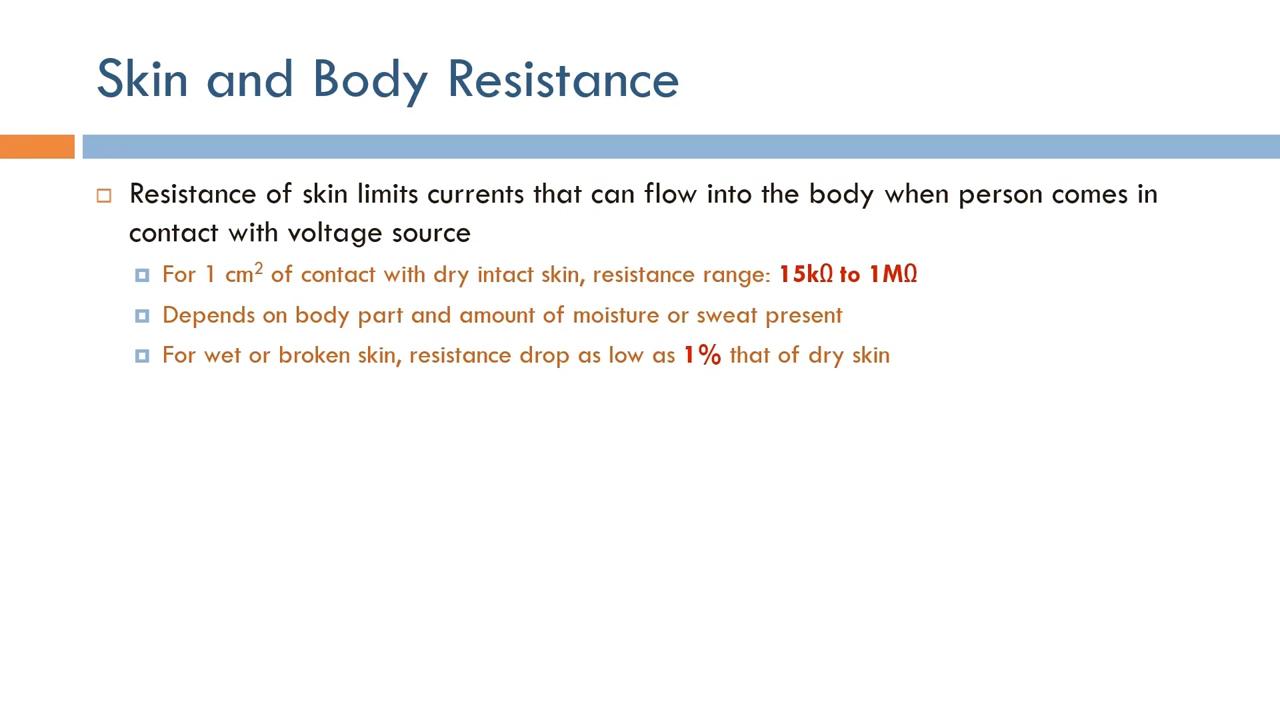 Skin and Body Resistance
Resistance of skin limits currents that can flow into the body when person comes in
contact with voltage source
For 1 cm² of contact with dry intact skin, resistance range: 15kΩ to 1MΩ
Depends on body part and amount of moisture or sweat present
For wet or broken skin, resistance drop as low as 1% that of dry skin